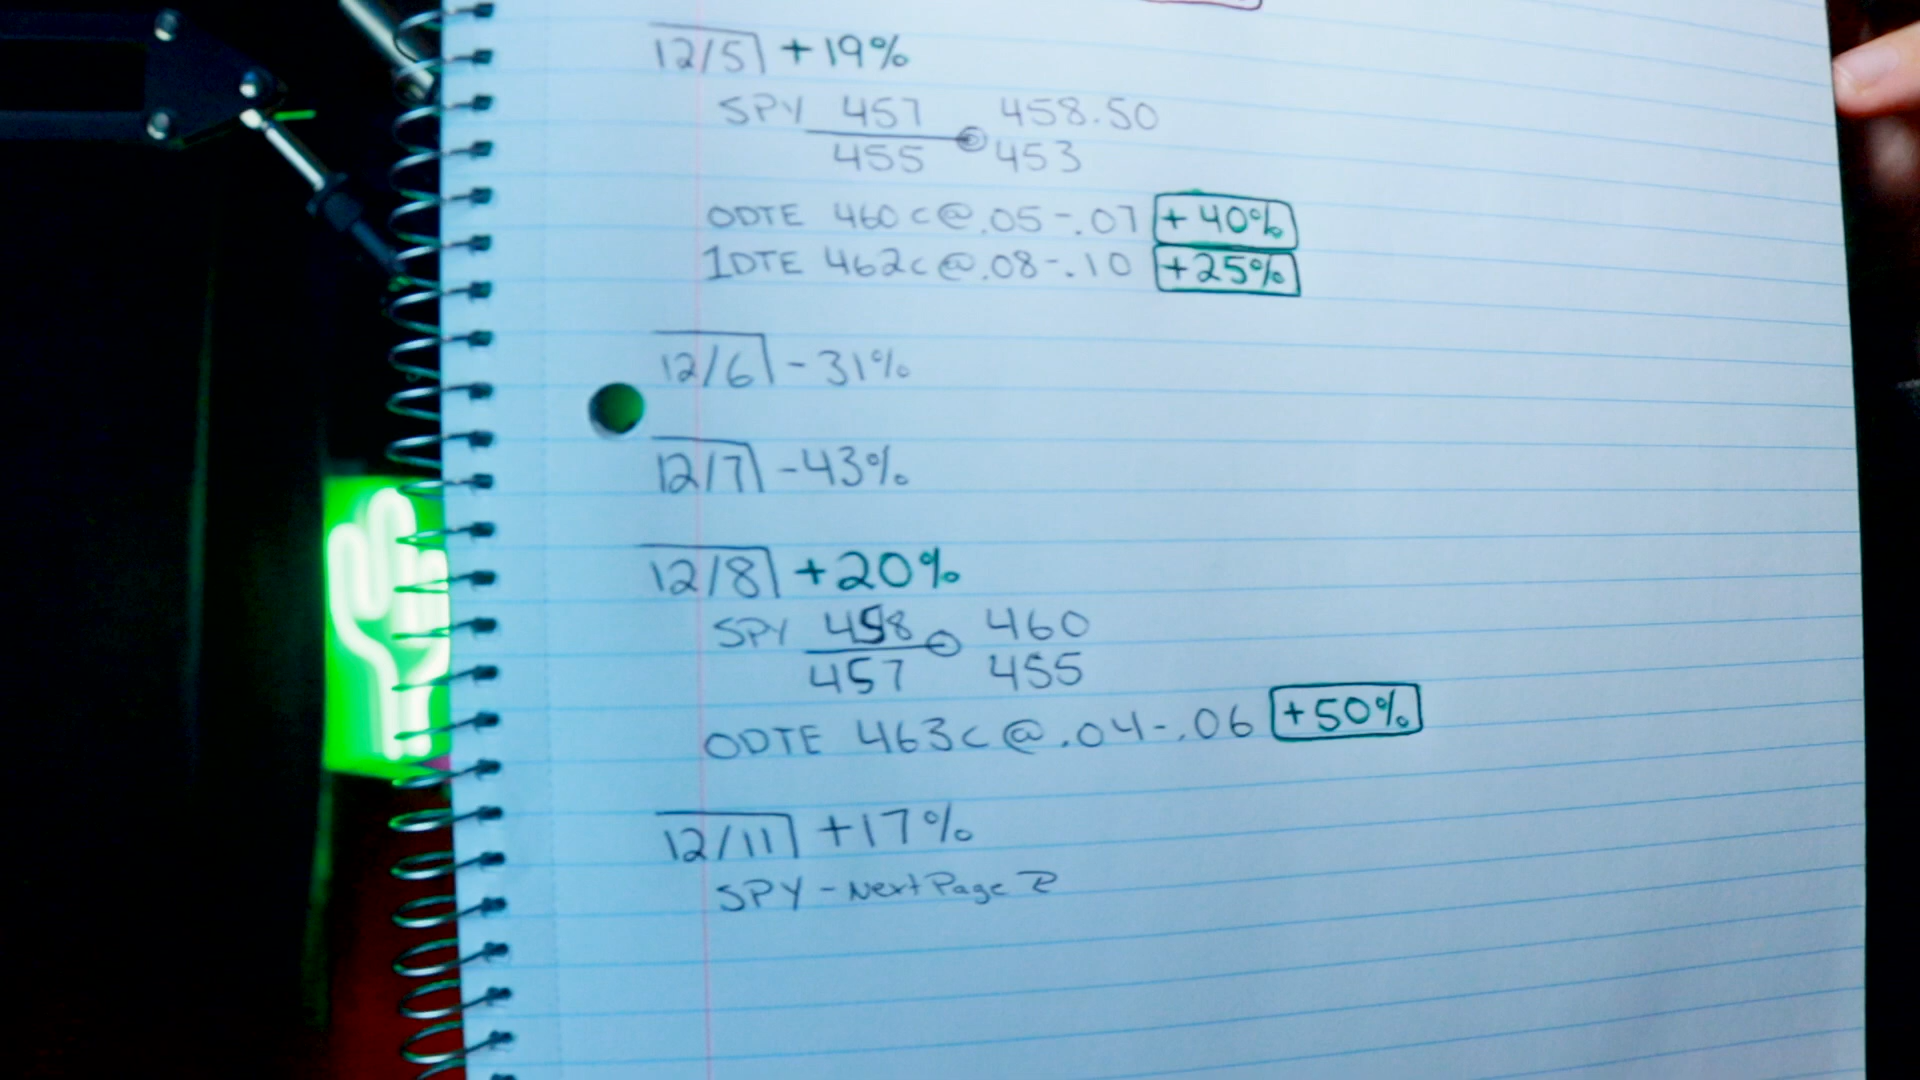 12/5 +19%
SPY 457 458.50
455 453
0DTE 460c@.05-.07 +40%
1DTE 462c@.08-.10 +25%
12/6 -31%
12/7 -43%
12/8 +20%
SPY 458 460
457 455
0DTE 463c@.04-.06 +50%
12/11 +17%
SPY - Next Page